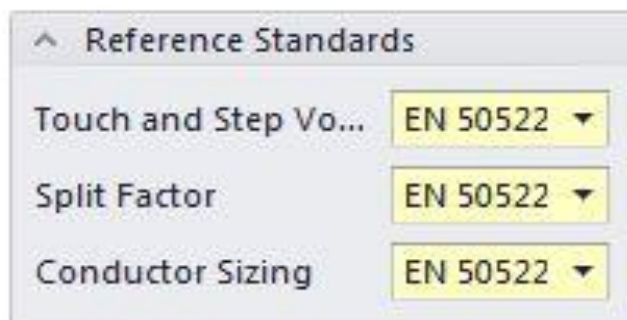 Reference Standards
Touch and Step Vo... EN 50522
Split Factor EN 50522
Conductor Sizing EN 50522